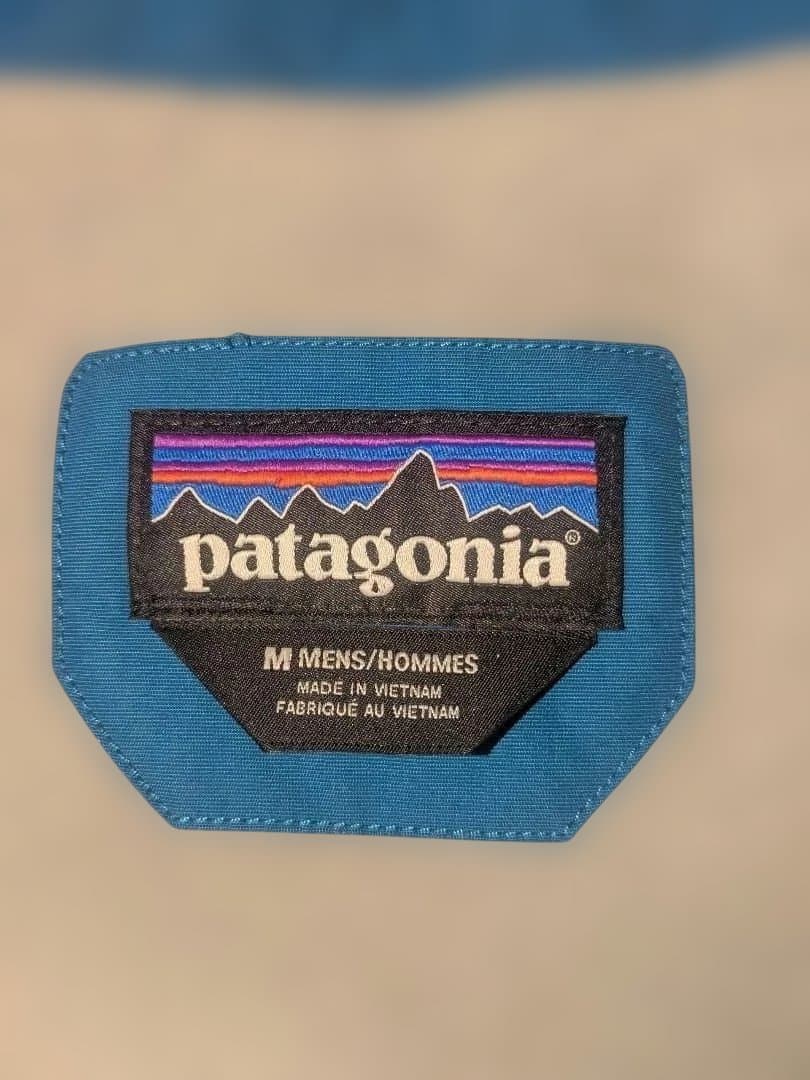 patagonia®
M MENS/HOMMES
MADE IN VIETNAM
FABRIQUÉ AU VIETNAM